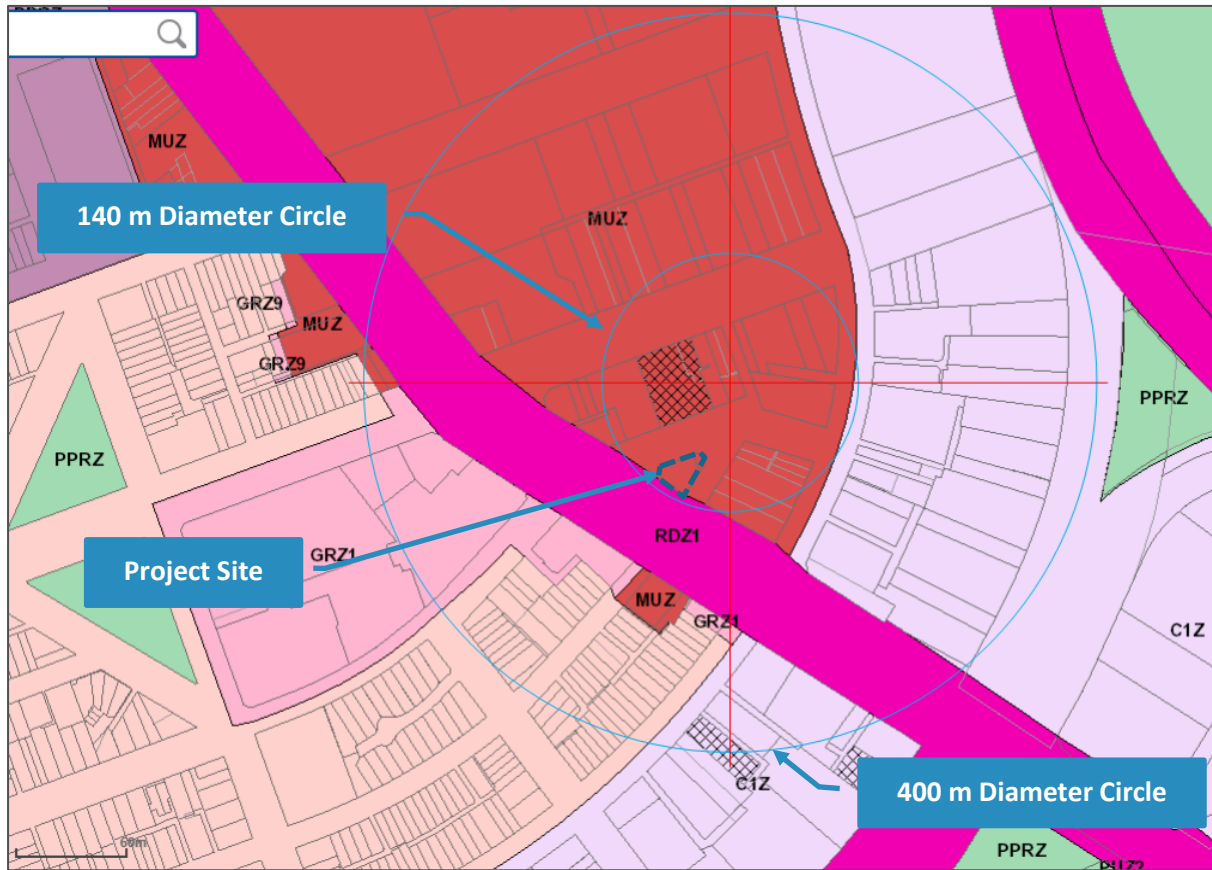 MUZ
140 m Diameter Circle
MUZ
GRZ9
MUZ
GRZ9
PPRZ
PPRZ
RDZ1
GRZ1
Project Site
MUZ
GRZ1
C1Z
C1Z
400 m Diameter Circle
60m
PPRZ